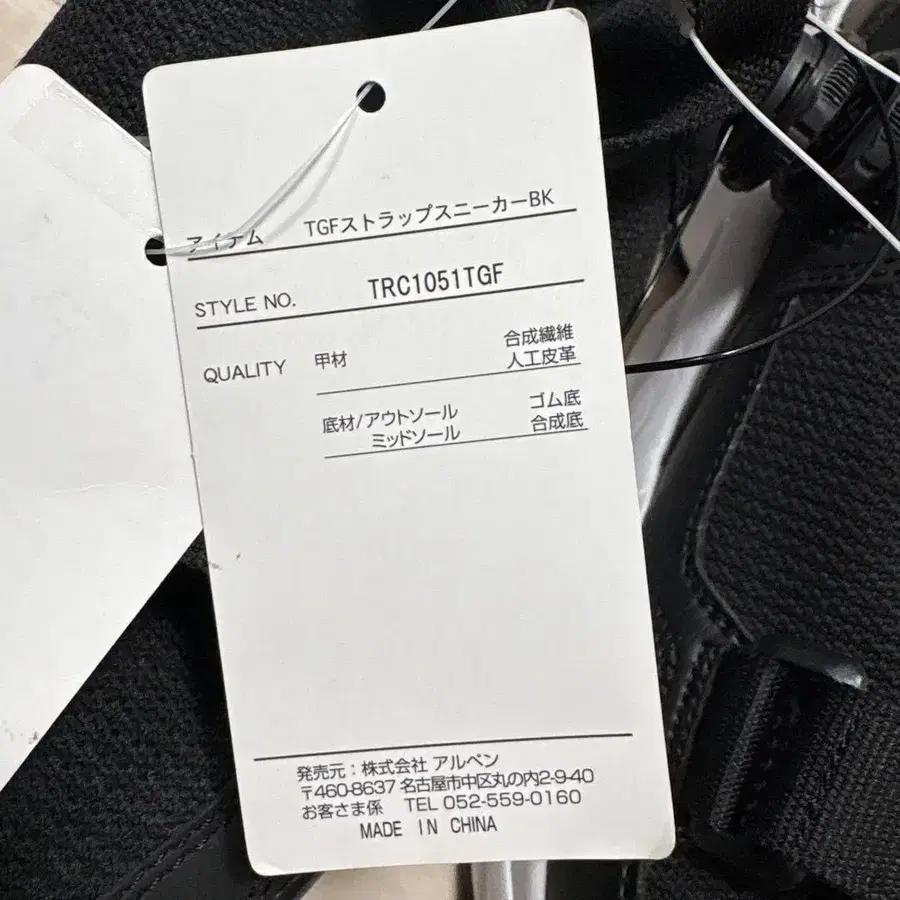 アイテム TGFストラップスニーカーBK
STYLE NO. TRC1051TGF
QUALITY 甲材 合成繊維
人工皮革
底材/アウトソール ゴム底
ミッドソール 合成底
発売元：株式会社 アルペン
〒460-8637 名古屋市中区丸の内2-9-40
お客さま係 TEL 052-559-0160
MADE IN CHINA